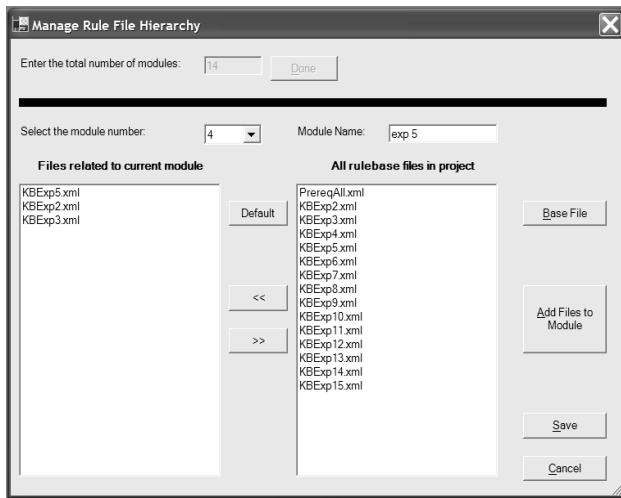 Manage Rule File Hierarchy
Enter the total number of modules: 14 Done
Select the module number: 4 Module Name: exp 5
Files related to current module All rulebase files in project
KBExp5.xml
KBExp2.xml
KBExp3.xml
Default
<<
>>
PrereqAll.xml
KBExp2.xml
KBExp3.xml
KBExp4.xml
KBExp5.xml
KBExp6.xml
KBExp7.xml
KBExp8.xml
KBExp9.xml
KBExp10.xml
KBExp11.xml
KBExp12.xml
KBExp13.xml
KBExp14.xml
KBExp15.xml
Base File
Add Files to
Module
Save
Cancel